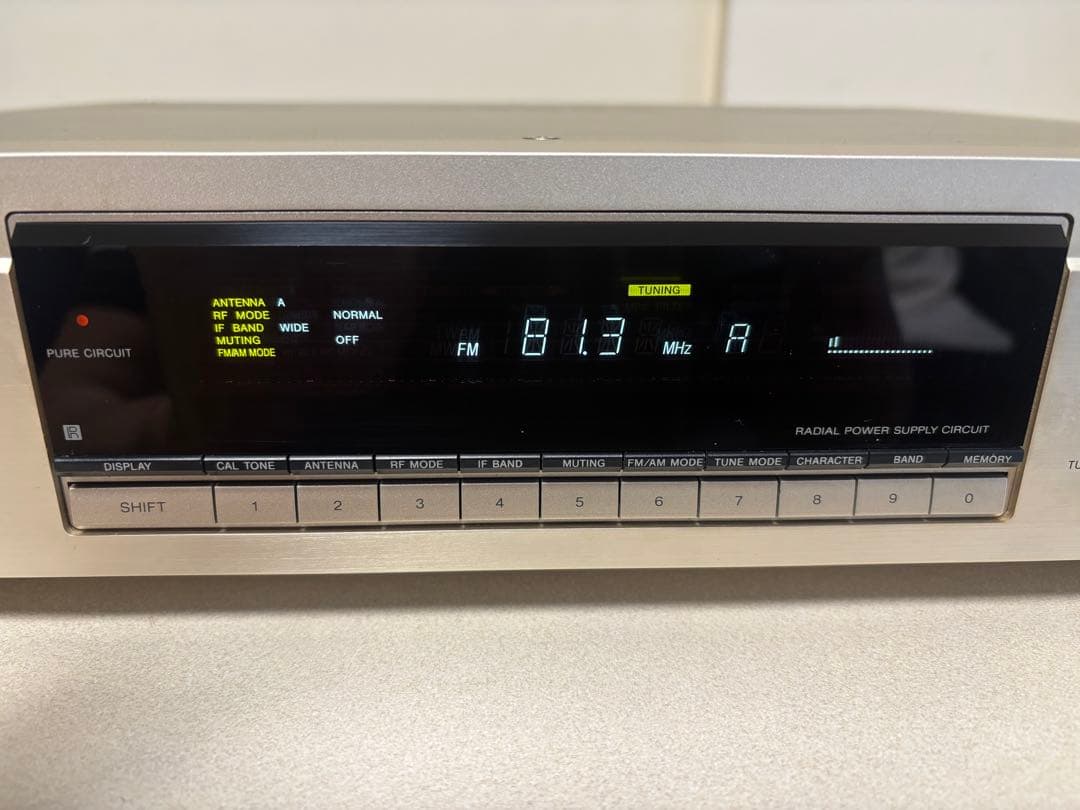 TUNING
ANTENNA A
RF MODE NORMAL
IF BAND WIDE
MUTING OFF
FM/AM MODE
FM 81.3 MHz A
PURE CIRCUIT
RADIAL POWER SUPPLY CIRCUIT
DISPLAY CAL TONE ANTENNA RF MODE IF BAND MUTING FM/AM MODE TUNE MODE CHARACTER BAND MEMORY
SHIFT 1 2 3 4 5 6 7 8 9 0